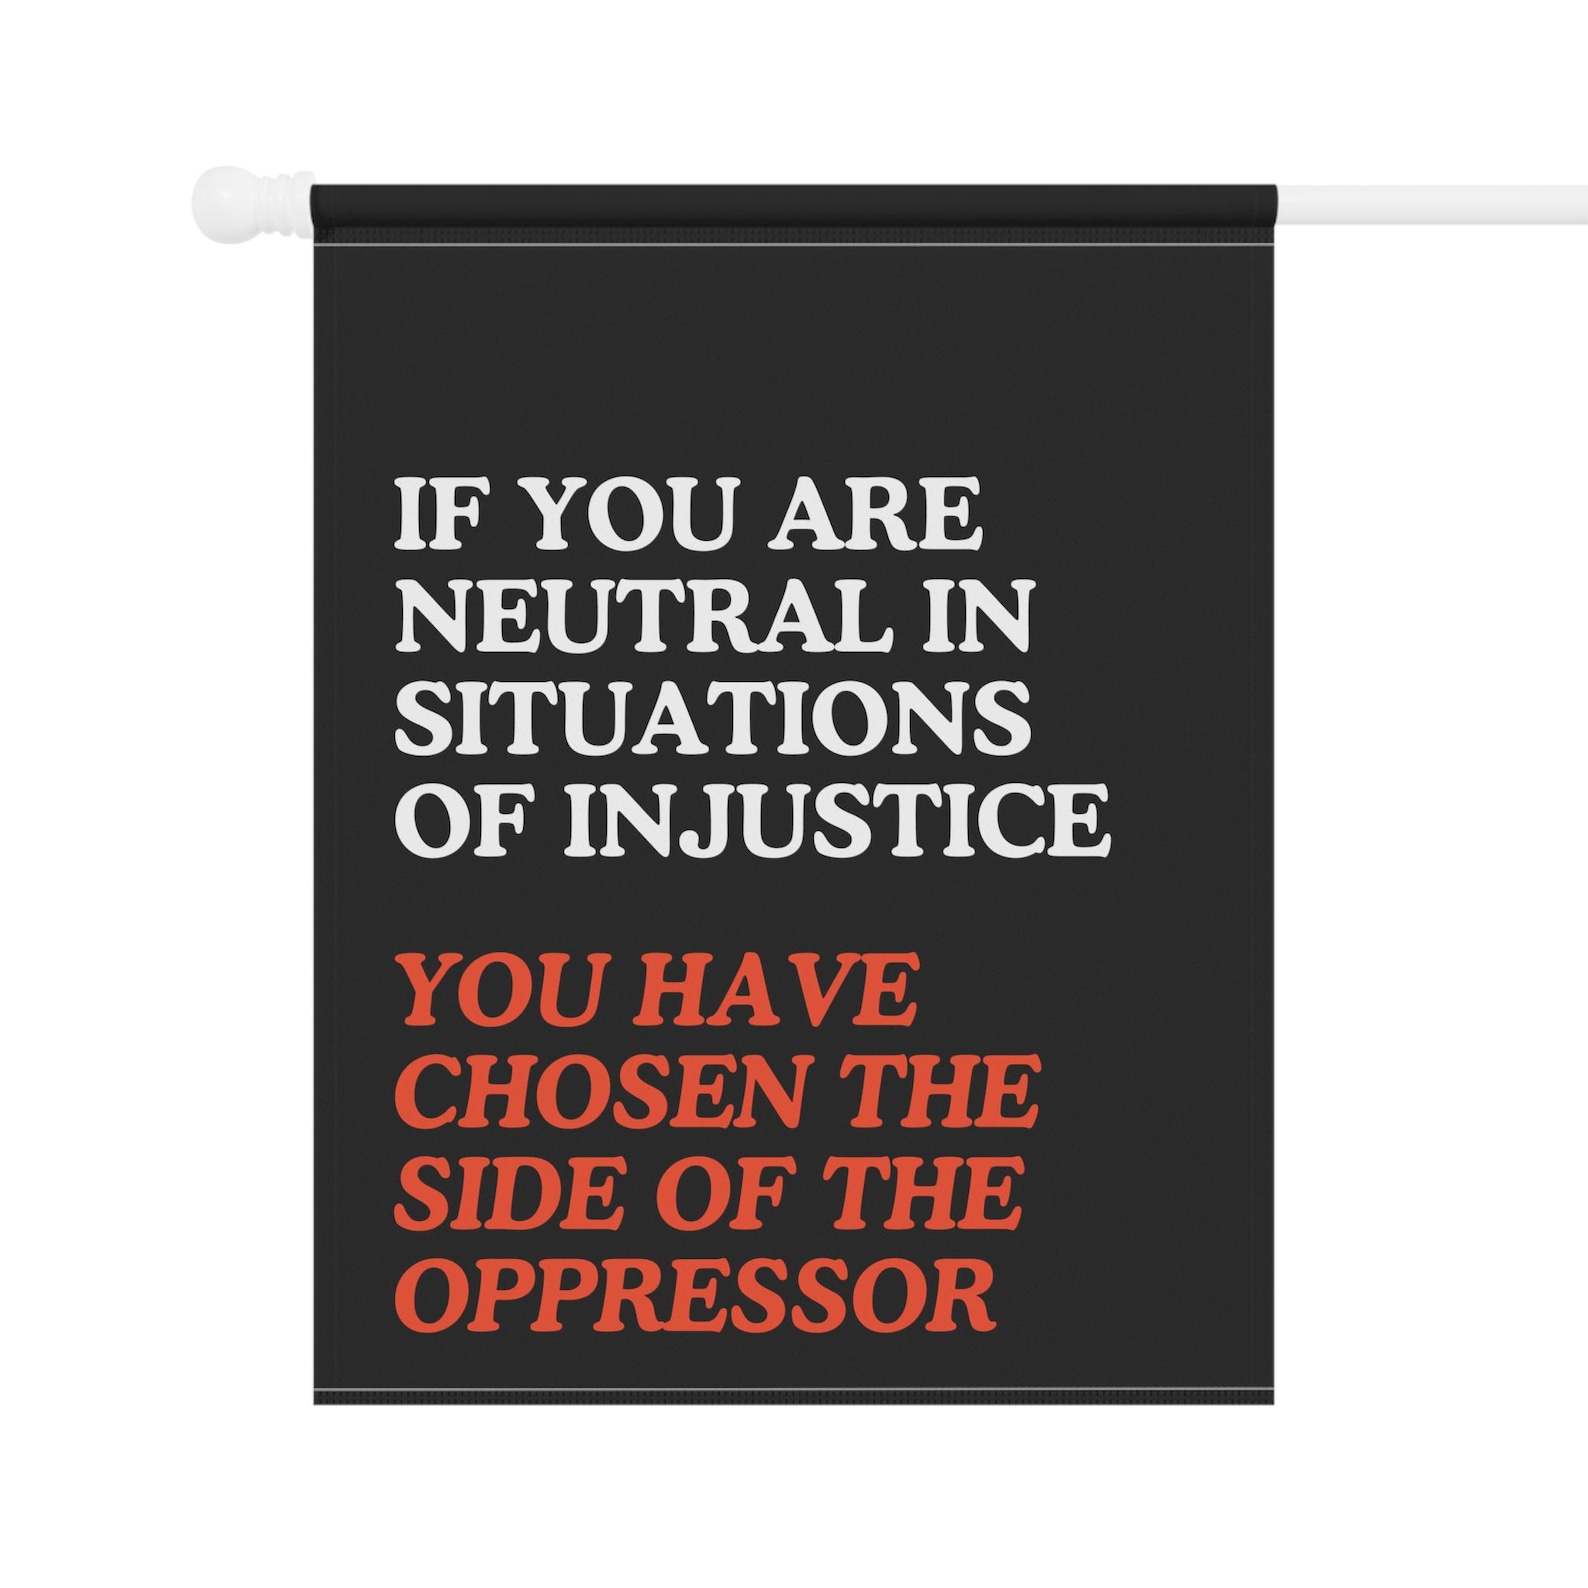 IF YOU ARE
NEUTRAL IN
SITUATIONS
OF INJUSTICE
YOU HAVE
CHOSEN THE
SIDE OF THE
OPPRESSOR